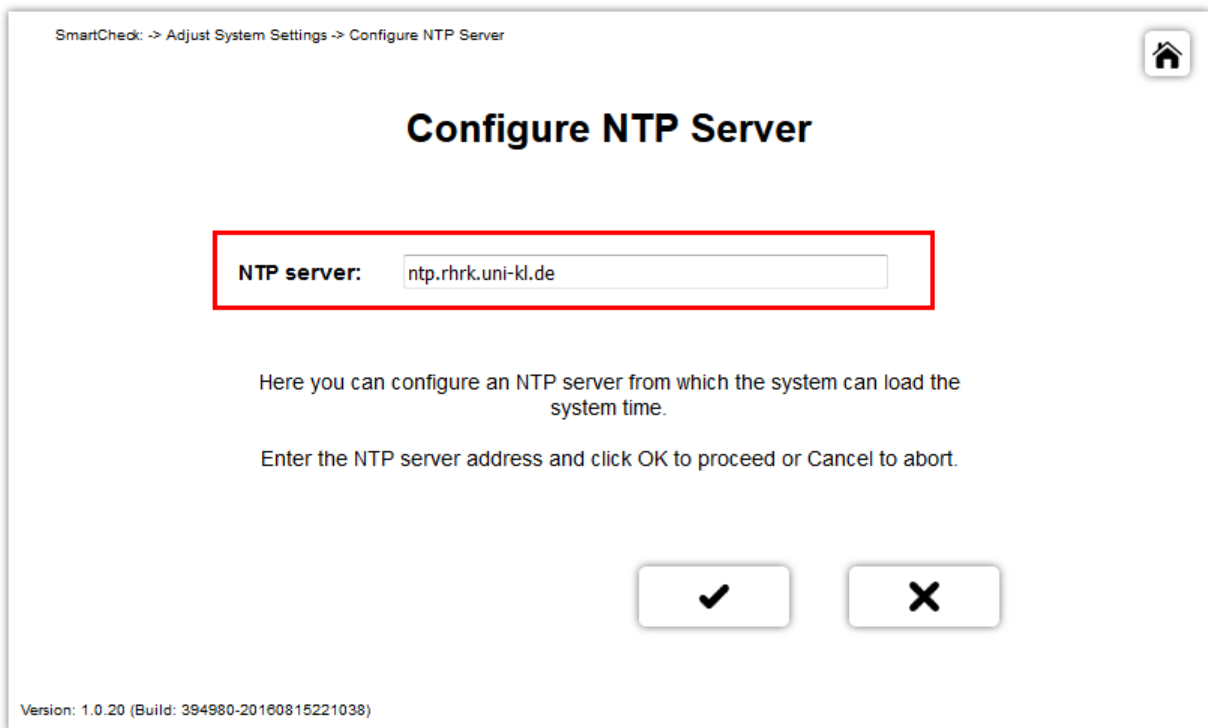 SmartCheck: -> Adjust System Settings -> Configure NTP Server
Configure NTP Server
NTP server: ntp.rhrk.uni-kl.de
Here you can configure an NTP server from which the system can load the
system time.
Enter the NTP server address and click OK to proceed or Cancel to abort.
Version: 1.0.20 (Build: 394980-20160815221038)